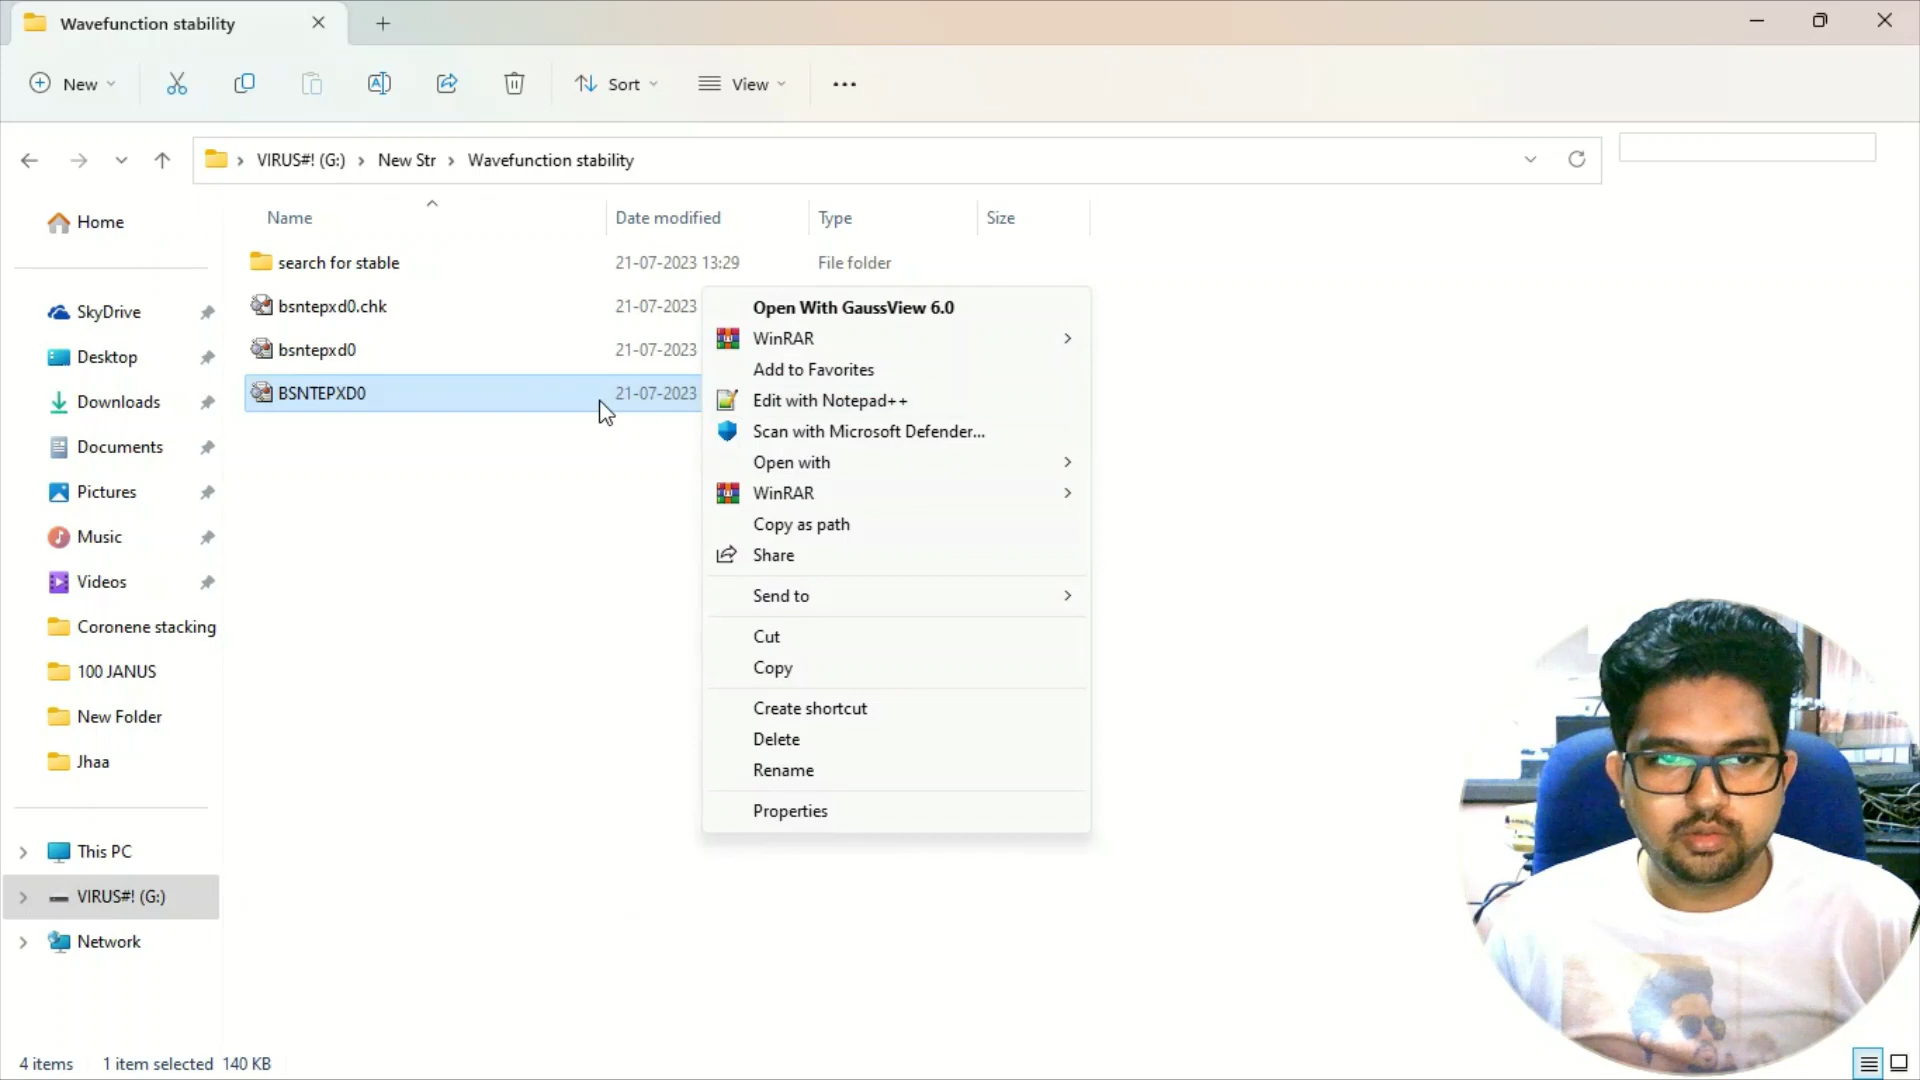 Wavefunction stability
New
Sort
View
VIRUS#! (G:) New Str Wavefunction stability
Name
Date modified
Type
Size
Home
SkyDrive
Desktop
Downloads
Documents
Pictures
Music
Videos
Coronene stacking
100 JANUS
New Folder
Jhaa
This PC
VIRUS#! (G:)
Network
search for stable 21-07-2023 13:29 File folder
bsntepxd0.chk 21-07-2023
bsntepxd0 21-07-2023
BSNTEPXD0 21-07-2023
Open With GaussView 6.0
WinRAR
Add to Favorites
Edit with Notepad++
Scan with Microsoft Defender...
Open with
WinRAR
Copy as path
Share
Send to
Cut
Copy
Create shortcut
Delete
Rename
Properties
4 items 1 item selected 140 KB